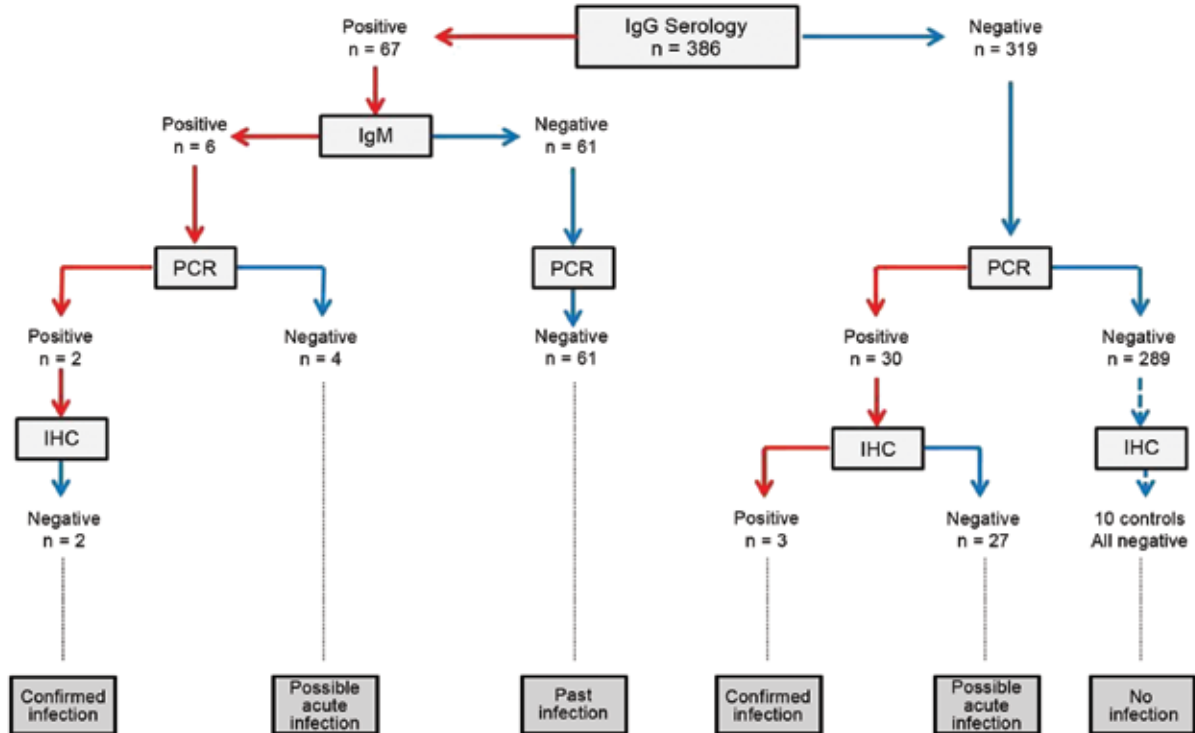 IgG Serology
n = 386
Positive
n = 67
Negative
n = 319
IgM
Positive
n = 6
Negative
n = 61
PCR
PCR
PCR
Positive
n = 2
Negative
n = 4
Negative
n = 61
Positive
n = 30
Negative
n = 289
IHC
IHC
IHC
Negative
n = 2
Positive
n = 3
Negative
n = 27
10 controls
All negative
Confirmed
infection
Possible
acute
infection
Past
infection
Confirmed
infection
Possible
acute
infection
No
infection